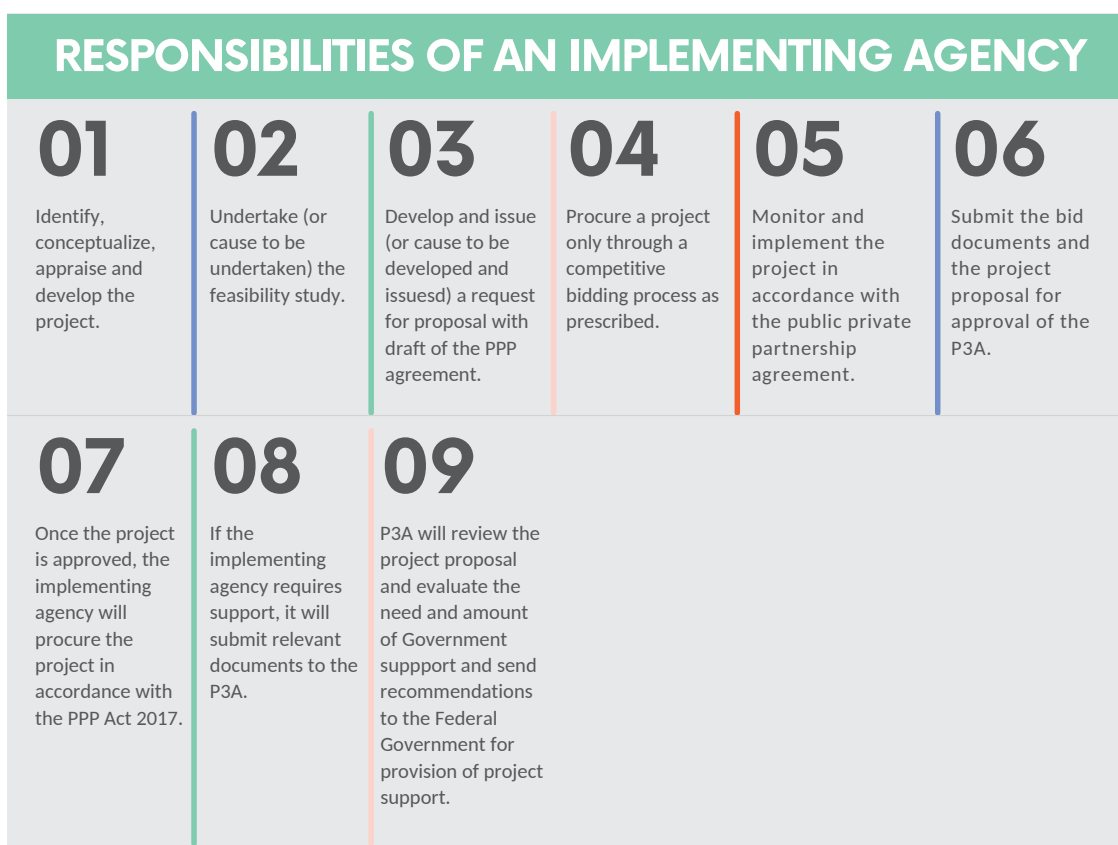 RESPONSIBILITIES OF AN IMPLEMENTING AGENCY
01
Identify,
conceptualize,
appraise and
develop the
project.
02
Undertake (or
cause to be
undertaken) the
feasibility study.
03
Develop and issue
(or cause to be
developed and
issuesd) a request
for proposal with
draft of the PPP
agreement.
04
Procure a project
only through a
competitive
bidding process as
prescribed.
05
Monitor and
implement the
project in
accordance with
the public private
partnership
agreement.
06
Submit the bid
documents and
the project
proposal for
approval of the
P3A.
07
Once the project
is approved, the
implementing
agency will
procure the
project in
accordance with
the PPP Act 2017.
08
If the
implementing
agency requires
support, it will
submit relevant
documents to the
P3A.
09
P3A will review the
project proposal
and evaluate the
need and amount
of Government
suppport and send
recommendations
to the Federal
Government for
provision of project
support.